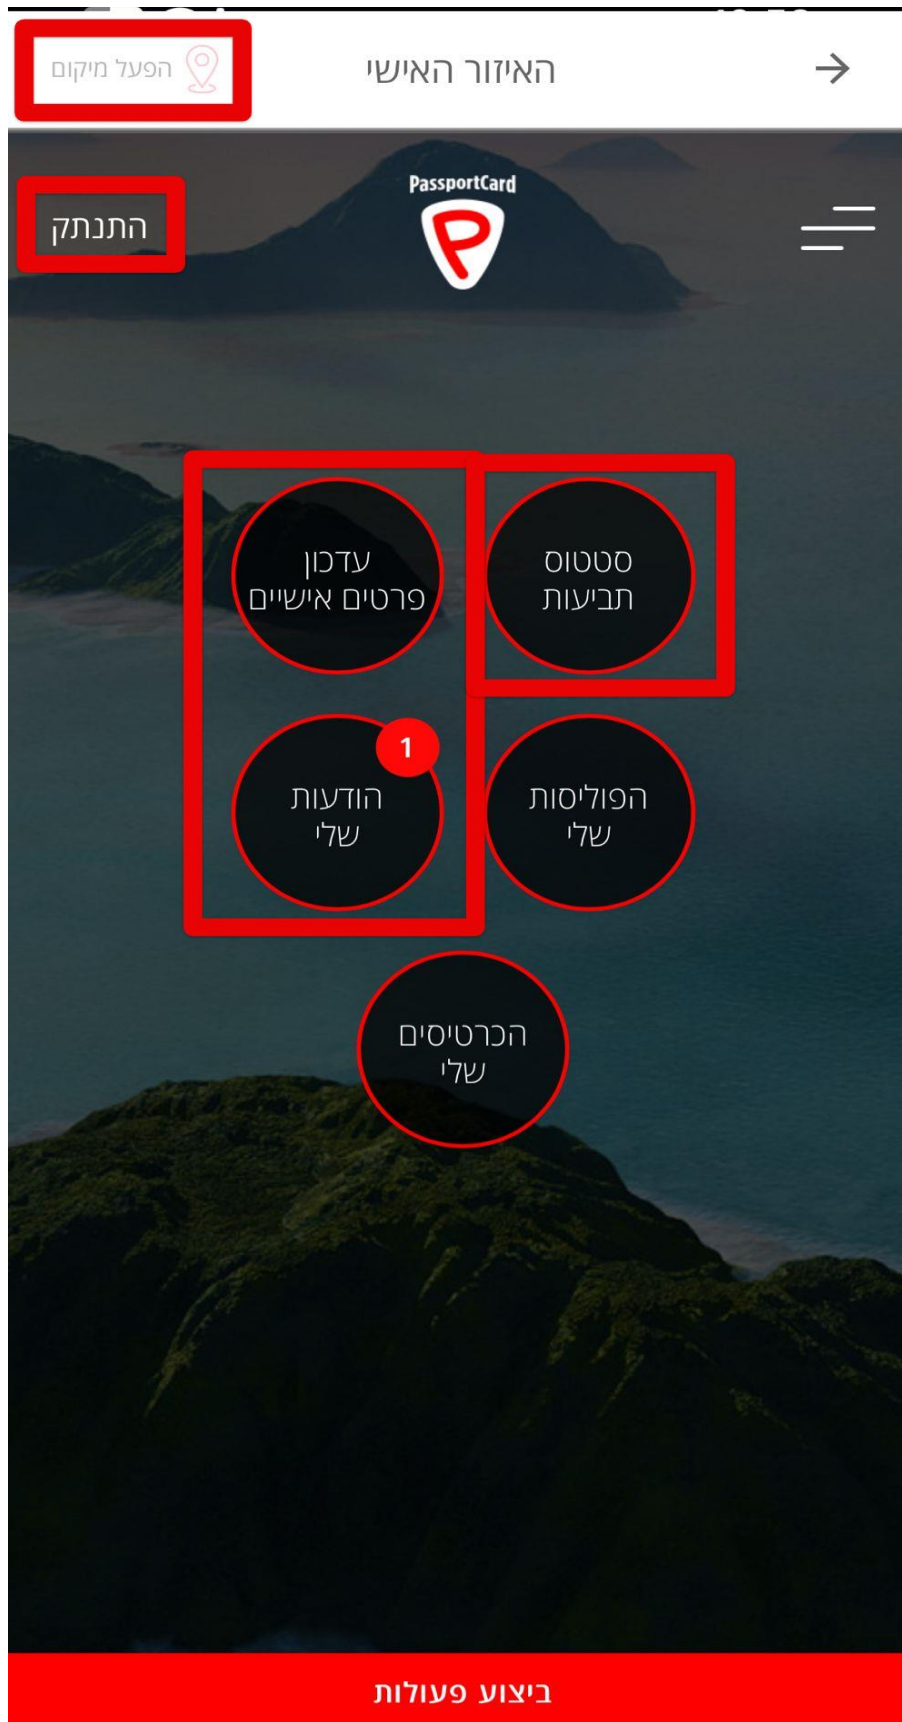 האיזור האישי
הפעל מיקום
PassportCard
התנתק
סטטוס
תביעות
עדכון
פרטים אישיים
הפוליסות
שלי
1
הודעות
שלי
הכרטיסים
שלי
ביצוע פעולות